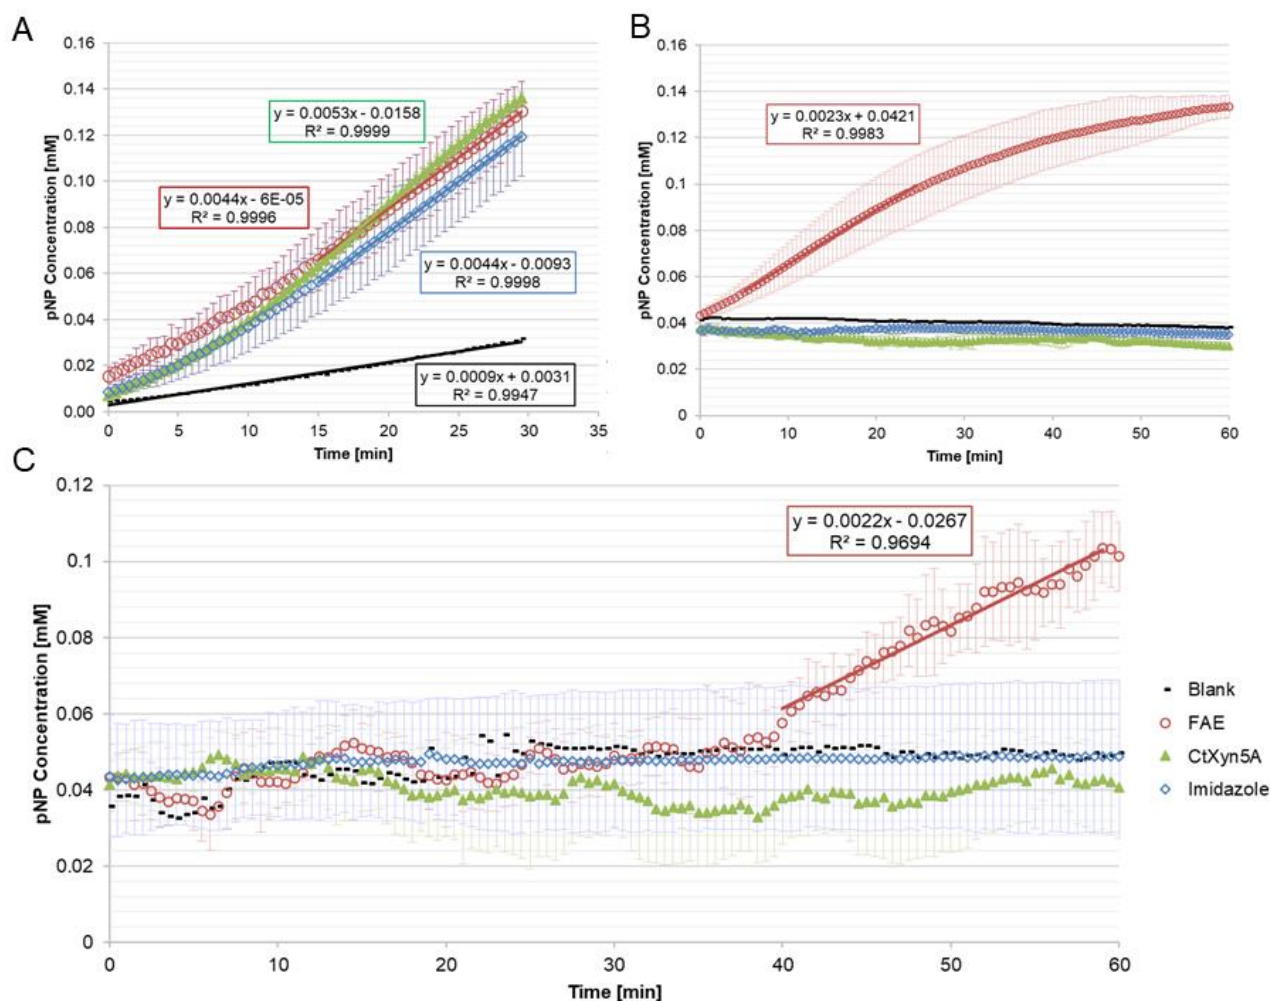 A
pNP Concentration [mM]
0.16
0.14
0.12
0.10
0.08
0.06
0.04
0.02
0.00
y = 0.0053x - 0.0158
R² = 0.9999
y = 0.0044x - 6E-05
R² = 0.9996
y = 0.0044x - 0.0093
R² = 0.9998
y = 0.0009x + 0.0031
R² = 0.9947
0 5 10 15 20 25 30 35
Time [min]
B
pNP Concentration [mM]
0.16
0.14
0.12
0.1
0.08
0.06
0.04
0.02
0
y = 0.0023x + 0.0421
R² = 0.9983
0 10 20 30 40 50 60
Time [min]
C
pNP Concentration [mM]
0.12
0.1
0.08
0.06
0.04
0.02
0
y = 0.0022x - 0.0267
R² = 0.9694
0 10 20 30 40 50 60
Time [min]
Blank
FAE
CtXyn5A
Imidazole